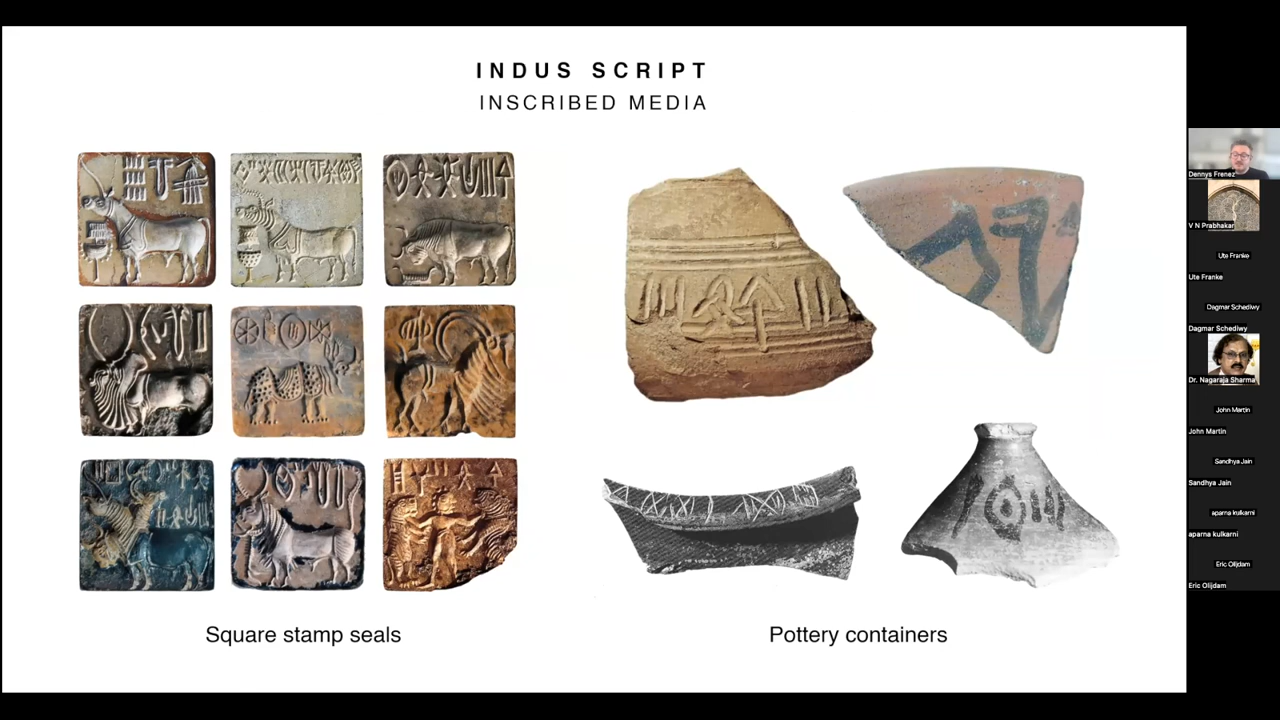 INDUS SCRIPT
INSCRIBED MEDIA
Square stamp seals
Pottery containers
Dennys Frenez
V N Prabhakar
Ute Franke
Ute Franke
Dagmar Schediwy
Dagmar Schediwy
Dr. Nagaraja Sharma
John Martin
John Martin
Sandhya Jain
Sandhya Jain
aparna kulkarni
aparna kulkarni
Eric Olijdam
Eric Olijdam